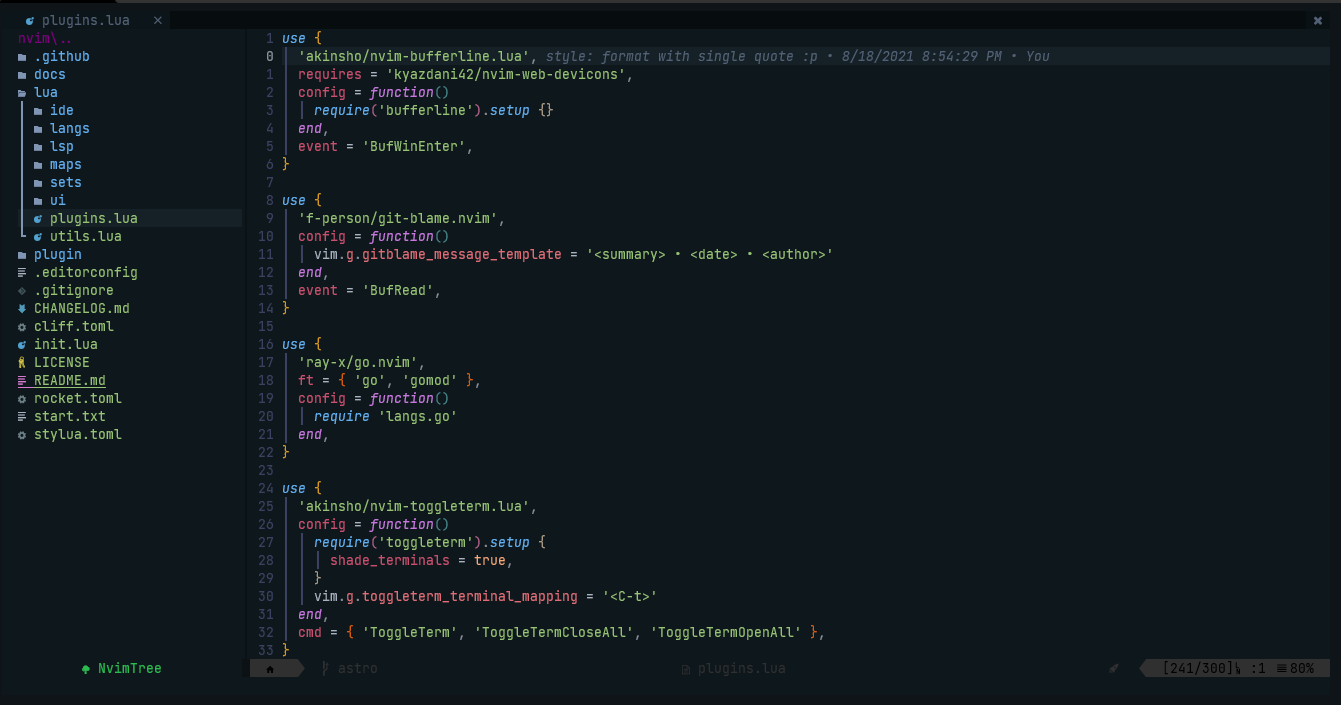 plugins.lua ×
nvim\..
.github
docs
lua
ide
langs
lsp
maps
sets
ui
plugins.lua
utils.lua
plugin
.editorconfig
.gitignore
CHANGELOG.md
cliff.toml
init.lua
LICENSE
README.md
rocket.toml
start.txt
stylua.toml
NvimTree
1 use {
0 'akinsho/nvim-bufferline.lua', style: format with single quote :p • 8/18/2021 8:54:29 PM • You
1 requires = 'kyazdani42/nvim-web-devicons',
2 config = function()
3 require('bufferline').setup {}
4 end,
5 event = 'BufWinEnter',
6 }
7
8 use {
9 'f-person/git-blame.nvim',
10 config = function()
11 vim.g.gitblame_message_template = '<summary> • <date> • <author>'
12 end,
13 event = 'BufRead',
14 }
15
16 use {
17 'ray-x/go.nvim',
18 ft = { 'go', 'gomod' },
19 config = function()
20 require 'langs.go'
21 end,
22 }
23
24 use {
25 'akinsho/nvim-toggleterm.lua',
26 config = function()
27 require('toggleterm').setup {
28 shade_terminals = true,
29 }
30 vim.g.toggleterm_terminal_mapping = '<C-t>'
31 end,
32 cmd = { 'ToggleTerm', 'ToggleTermCloseAll', 'ToggleTermOpenAll' },
33 }
astro
plugins.lua
[241/300] :1 80%